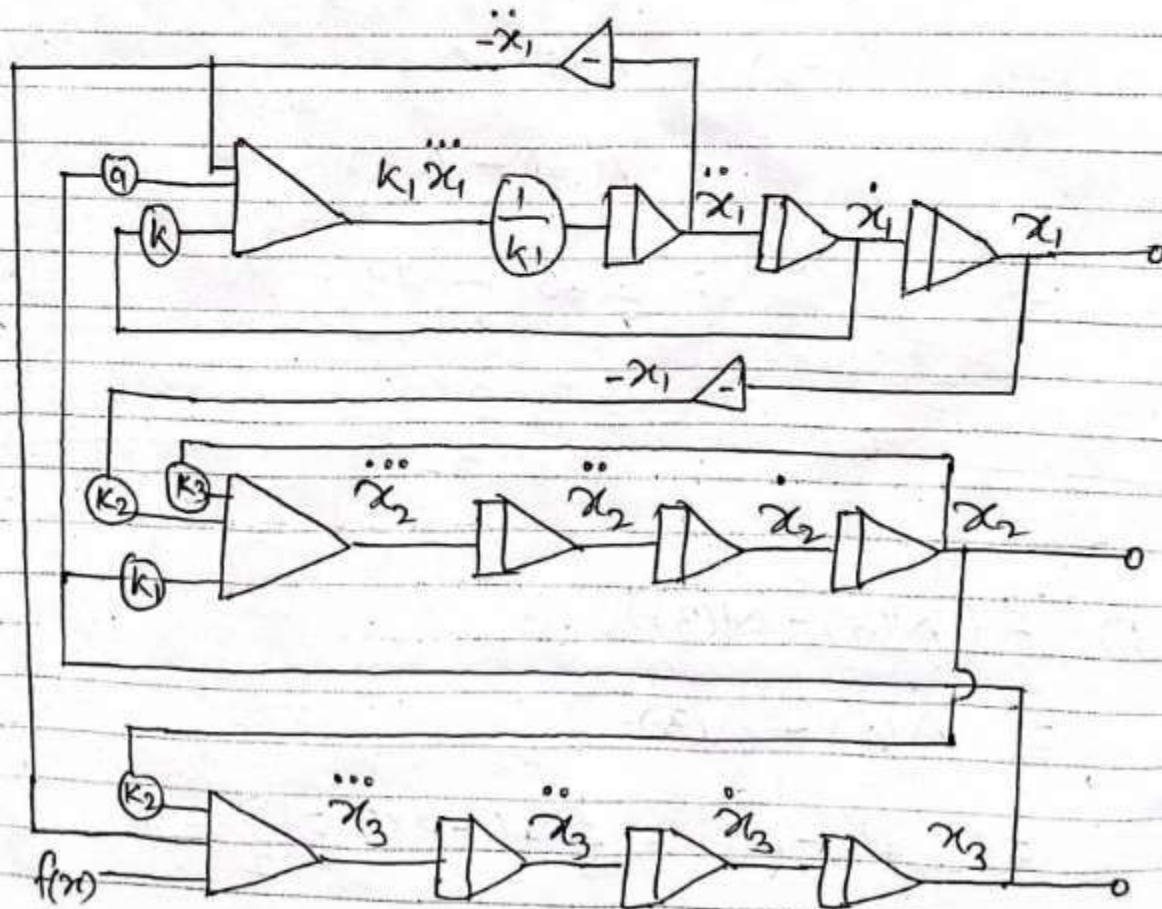 -ẍ₁
a
k
K₁ x⃛₁
1/K₁
ẍ₁
ẋ₁
x₁
-
-x₁
-
K₂
K₃
K₁
x⃛₂
ẍ₂
ẋ₂
x₂
K₂
f(x)
x⃛₃
ẍ₃
ẋ₃
x₃